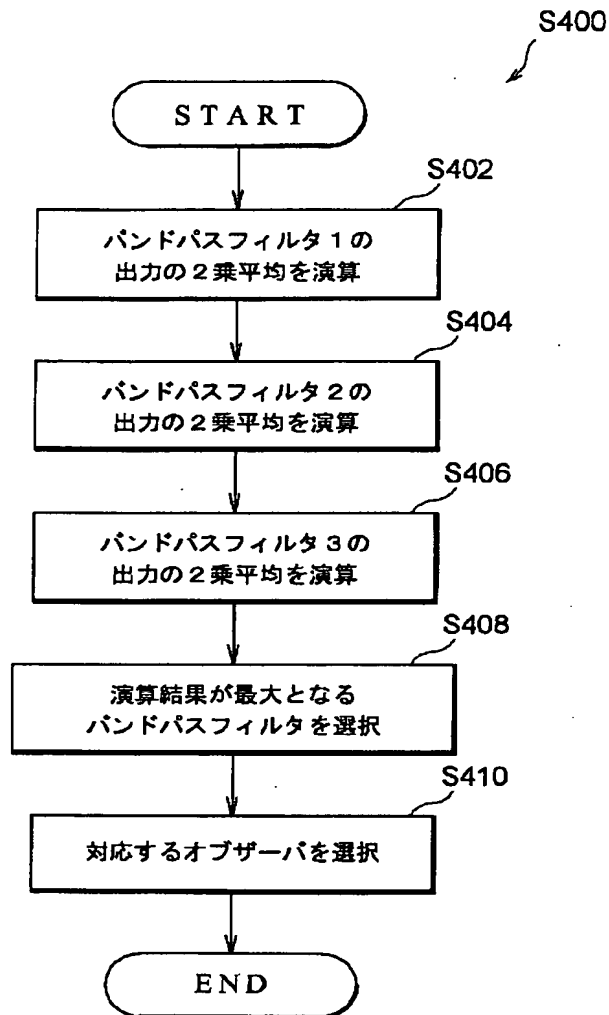 S400
START
S402
バンドパスフィルタ1の
出力の2乗平均を演算
S404
バンドパスフィルタ2の
出力の2乗平均を演算
S406
バンドパスフィルタ3の
出力の2乗平均を演算
S408
演算結果が最大となる
バンドパスフィルタを選択
S410
対応するオブザーバを選択
END